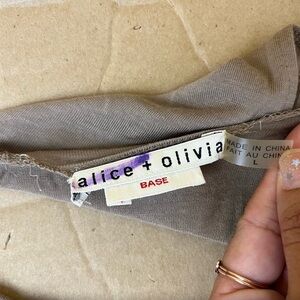 alice + olivia
BASE
MADE IN CHINA
FAIT AU CHINE
L